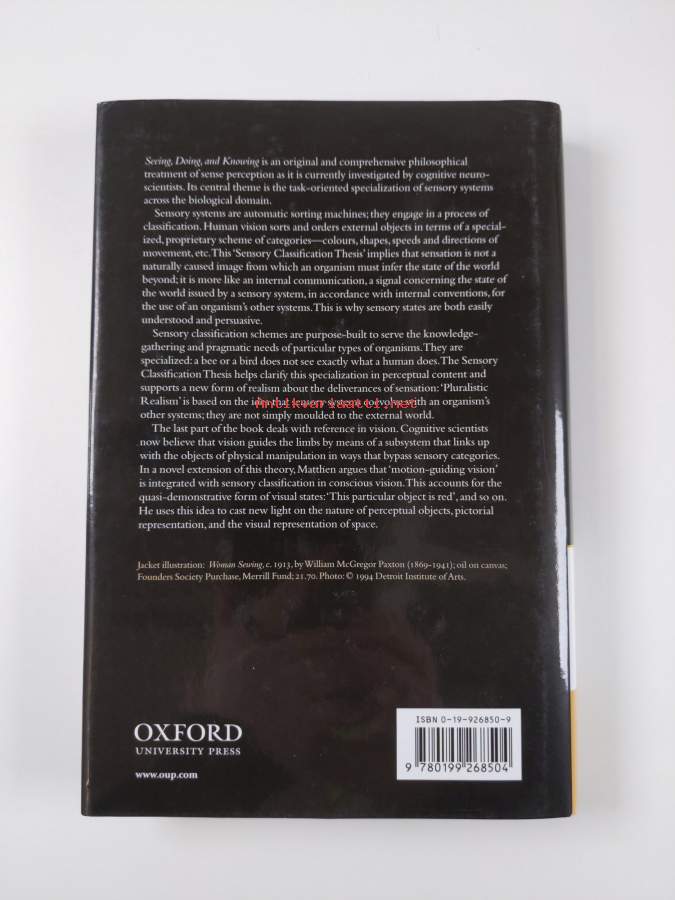 Seeing, Doing, and Knowing is an original and comprehensive philosophical
treatment of sense perception as it is currently investigated by cognitive neuro-
scientists. Its central theme is the task-oriented specialization of sensory systems
across the biological domain.
Sensory systems are automatic sorting machines; they engage in a process of
classification. Human vision sorts and orders external objects in terms of a special-
ized, proprietary scheme of categories—colours, shapes, speeds and directions of
movement, etc. This 'Sensory Classification Thesis' implies that sensation is not a
naturally caused image from which an organism must infer the state of the world
beyond; it is more like an internal communication, a signal concerning the state of
the world issued by a sensory system, in accordance with internal conventions, for
the use of an organism's other systems. This is why sensory states are both easily
understood and persuasive.
Sensory classification schemes are purpose-built to serve the knowledge-
gathering and pragmatic needs of particular types of organisms. They are
specialized: a bee or a bird does not see exactly what a human does. The Sensory
Classification Thesis helps clarify this specialization in perceptual content and
supports a new form of realism about the deliverances of sensation: 'Pluralistic
Realism' is based on the idea that sensory systems coevolve with an organism's
Antikvariaatti.net
other systems; they are not simply moulded to the external world.
The last part of the book deals with reference in vision. Cognitive scientists
now believe that vision guides the limbs by means of a subsystem that links up
with the objects of physical manipulation in ways that bypass sensory categories.
In a novel extension of this theory, Matthen argues that 'motion-guiding vision'
is integrated with sensory classification in conscious vision. This accounts for the
quasi-demonstrative form of visual states: 'This particular object is red', and so on.
He uses this idea to cast new light on the nature of perceptual objects, pictorial
representation, and the visual representation of space.
Jacket illustration: Woman Sewing, c. 1913, by William McGregor Paxton (1869-1941); oil on canvas;
Founders Society Purchase, Merrill Fund; 21.70. Photo: © 1994 Detroit Institute of Arts.
OXFORD
UNIVERSITY PRESS
www.oup.com
ISBN 0-19-926850-9
9 780199 268504